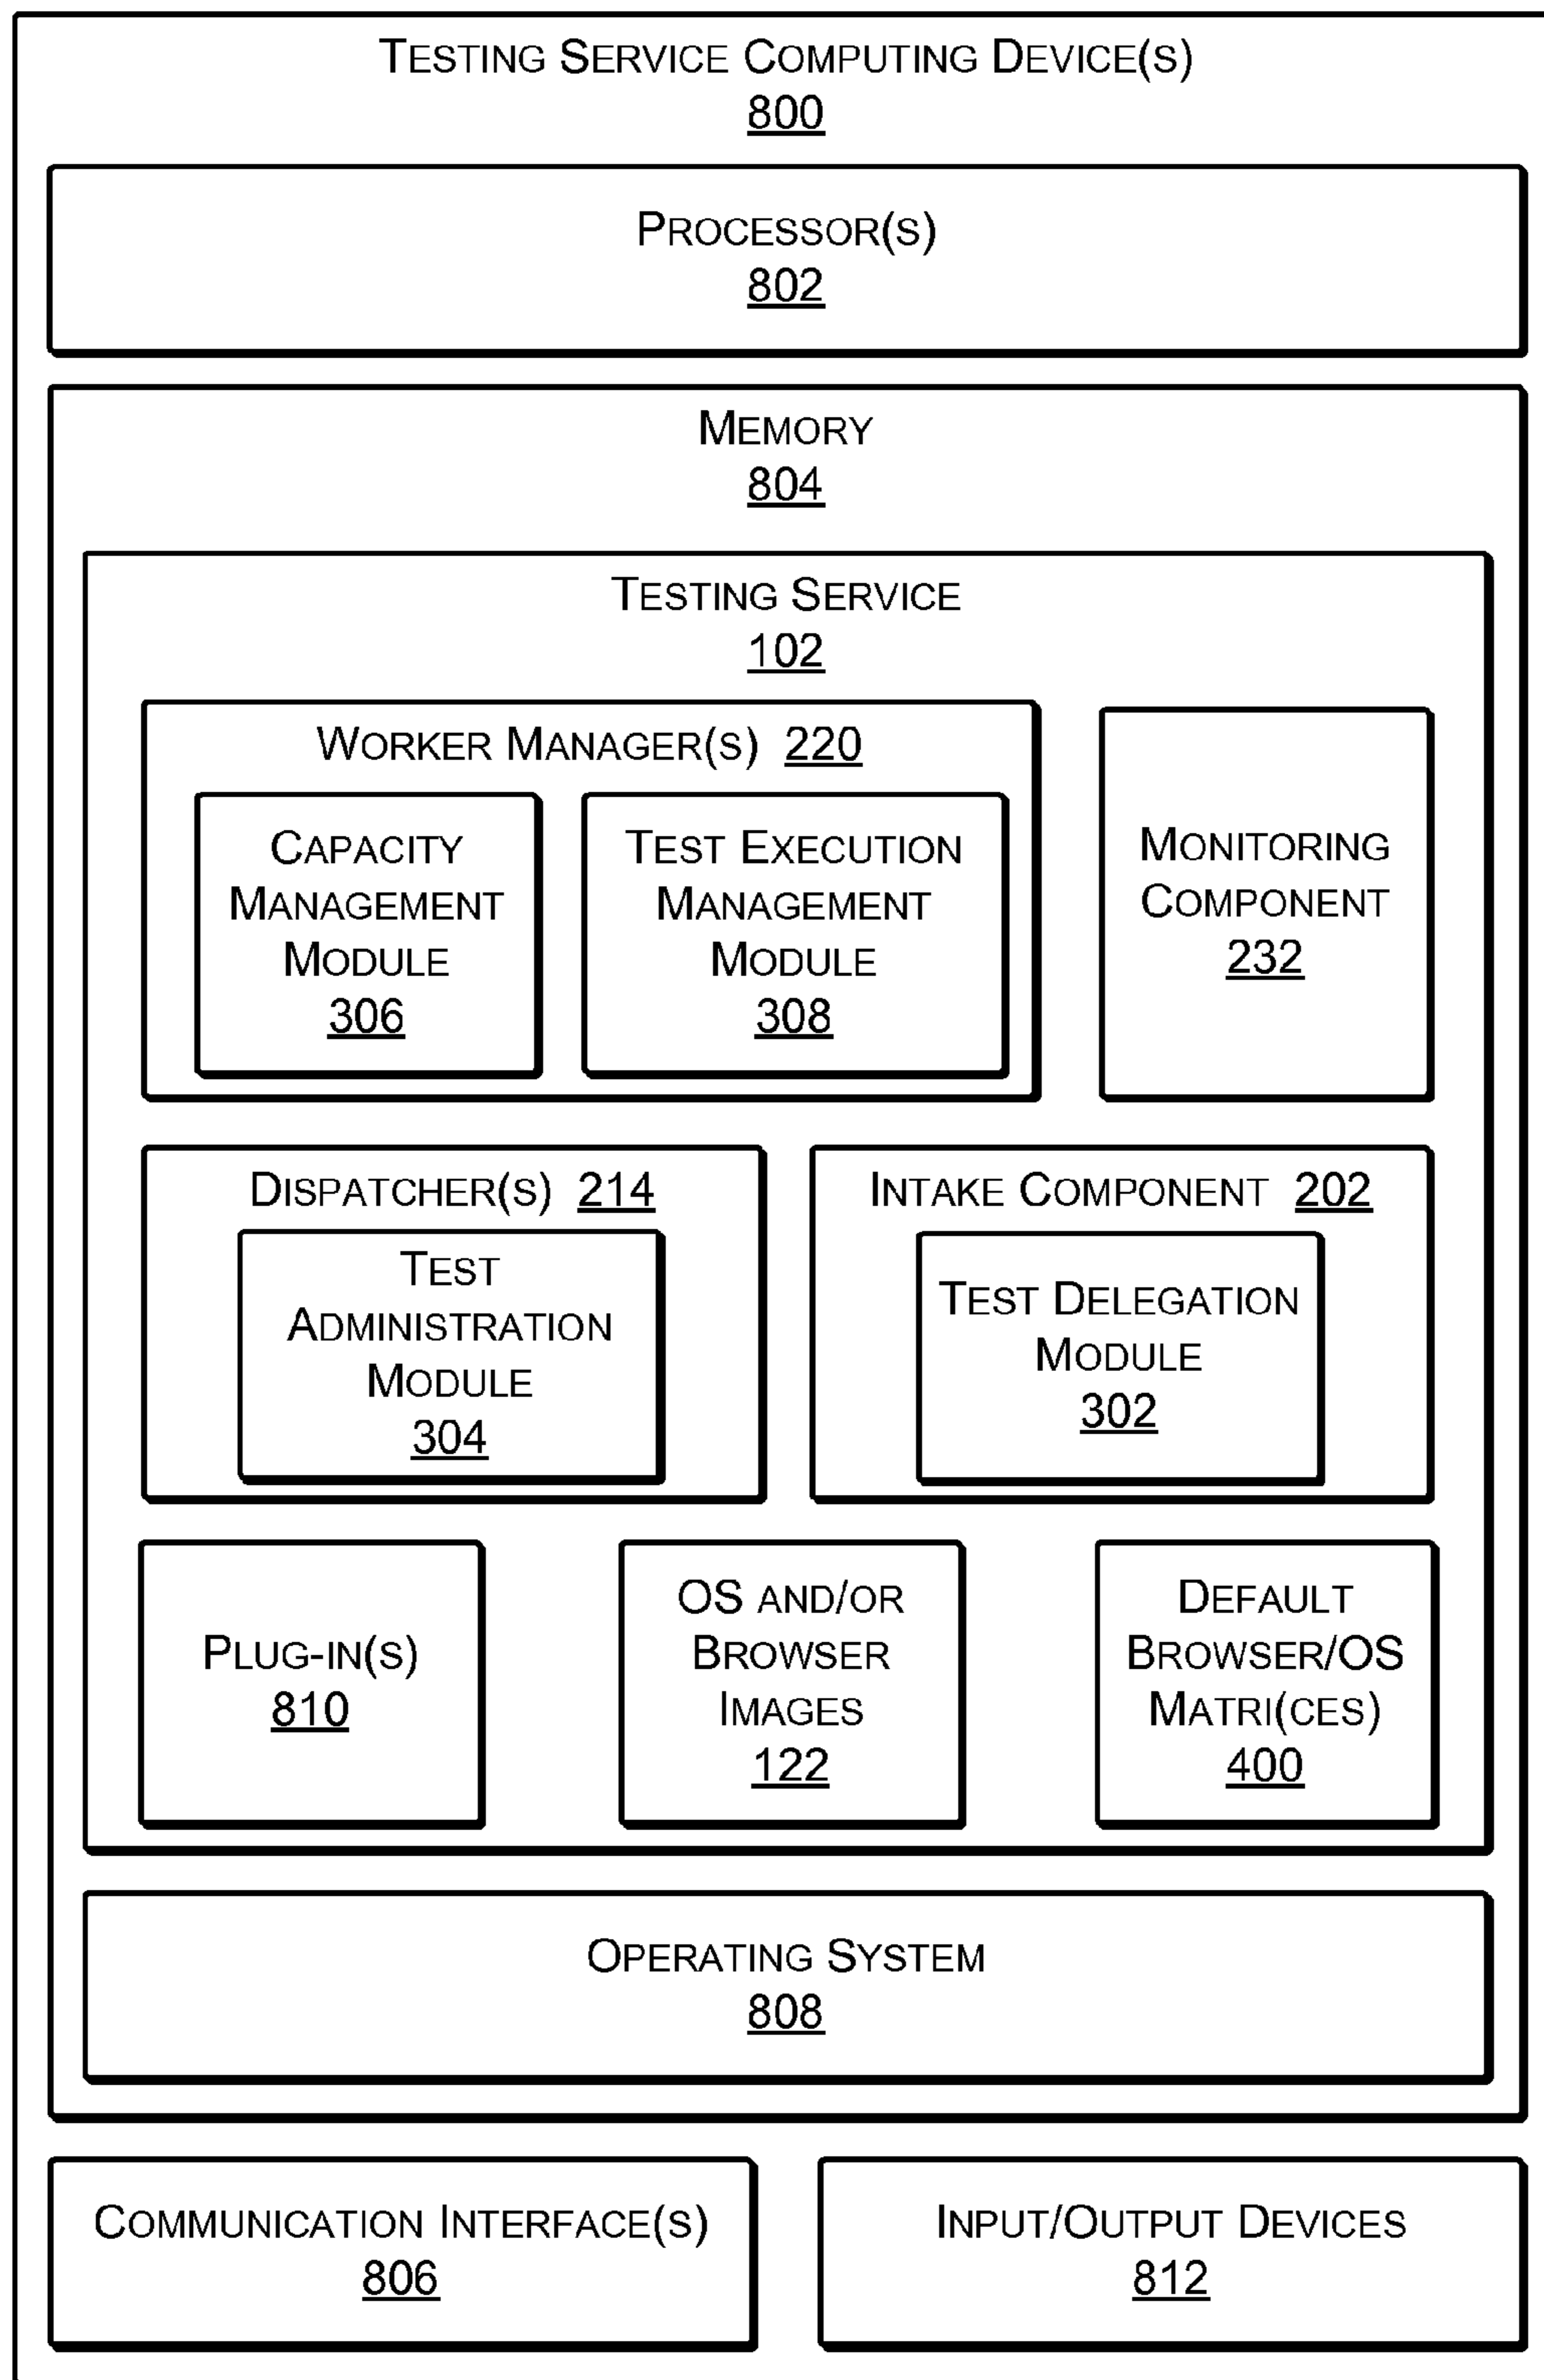 TESTING SERVICE COMPUTING DEVICE(S)
800
PROCESSOR(S)
802
MEMORY
804
TESTING SERVICE
102
WORKER MANAGER(S) 220
CAPACITY
MANAGEMENT
MODULE
306
TEST EXECUTION
MANAGEMENT
MODULE
308
MONITORING
COMPONENT
232
DISPATCHER(S) 214
TEST
ADMINISTRATION
MODULE
304
INTAKE COMPONENT 202
TEST DELEGATION
MODULE
302
PLUG-IN(S)
810
OS AND/OR
BROWSER
IMAGES
122
DEFAULT
BROWSER/OS
MATRI(CES)
400
OPERATING SYSTEM
808
COMMUNICATION INTERFACE(S)
806
INPUT/OUTPUT DEVICES
812